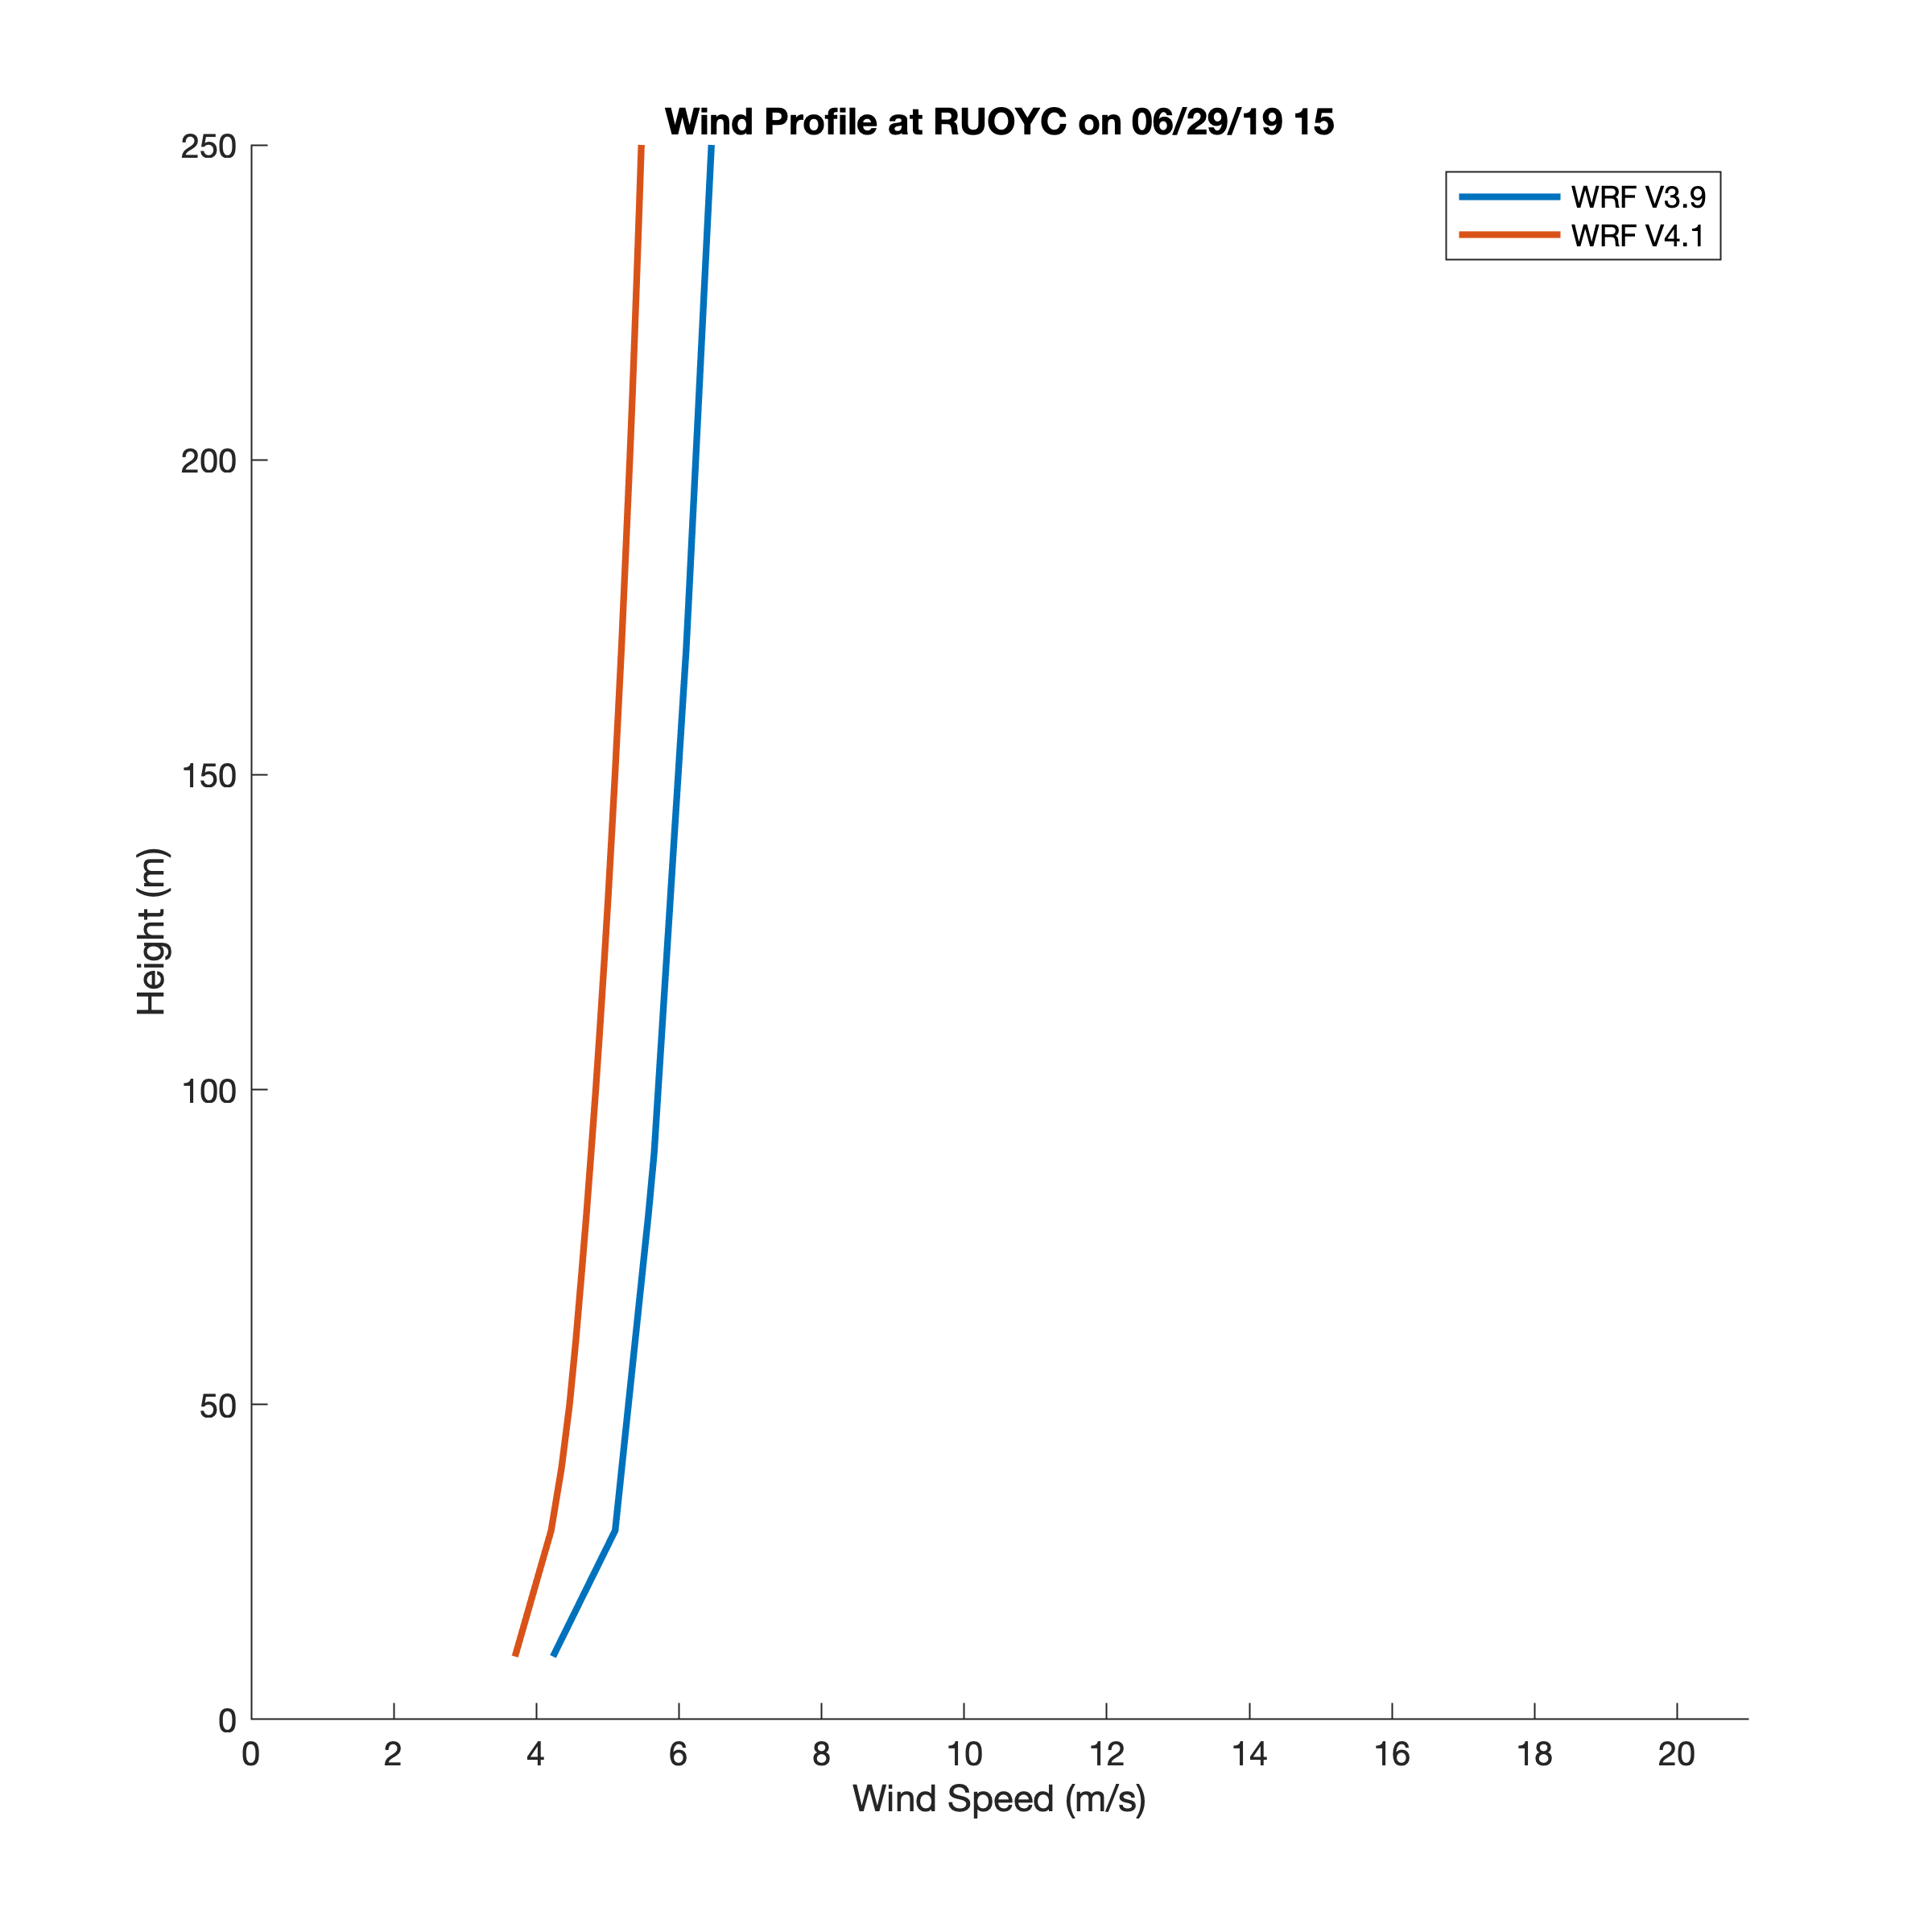 Wind Profile at RUOYC on 06/29/19 15
WRF V3.9
WRF V4.1
250
200
150
100
50
0
Height (m)
0 2 4 6 8 10 12 14 16 18 20
Wind Speed (m/s)